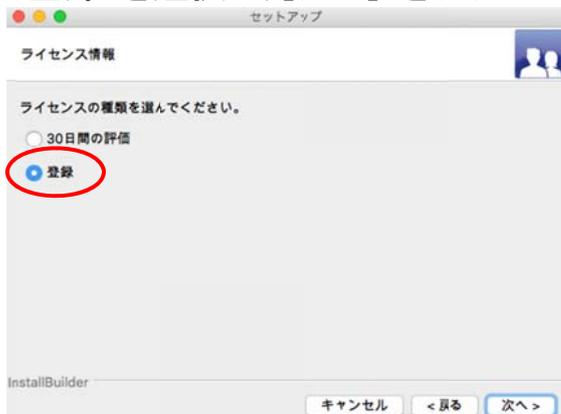 セットアップ
ライセンス情報
ライセンスの種類を選んでください。
30日間の評価
登録
InstallBuilder
キャンセル
<戻る
次へ >